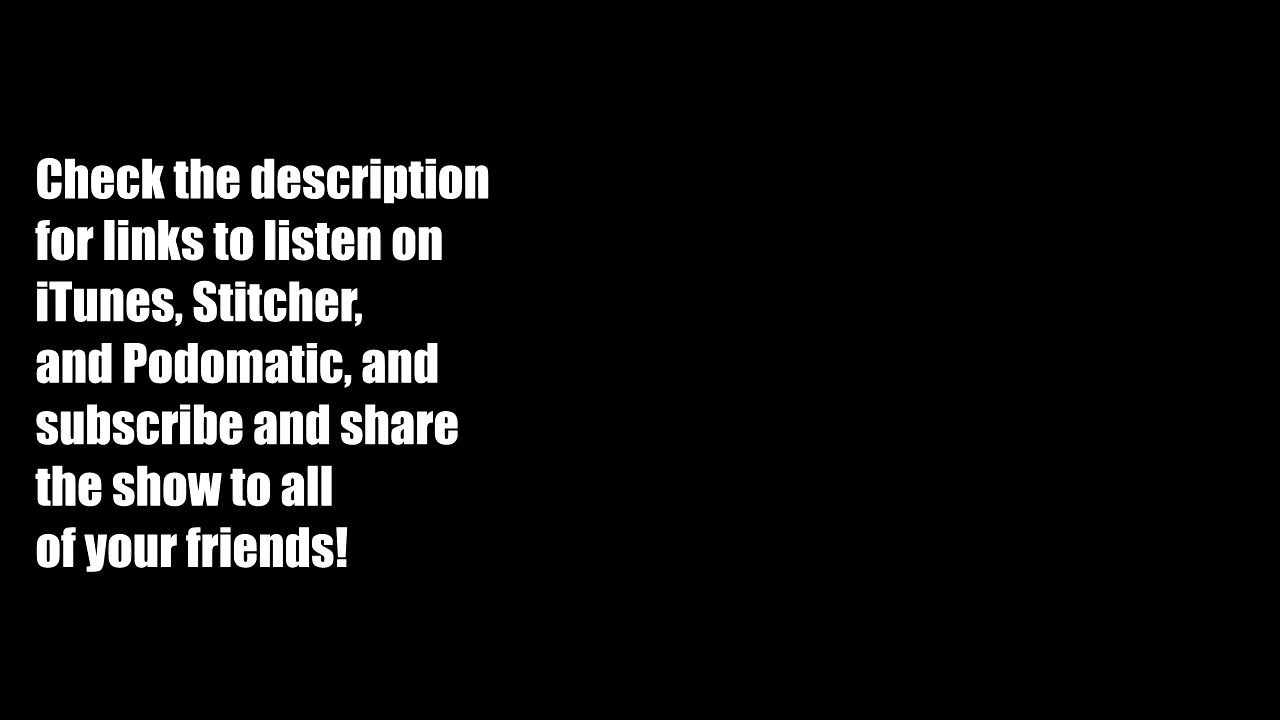 Check the description
for links to listen on
iTunes, Stitcher,
and Podomatic, and
subscribe and share
the show to all
of your friends!